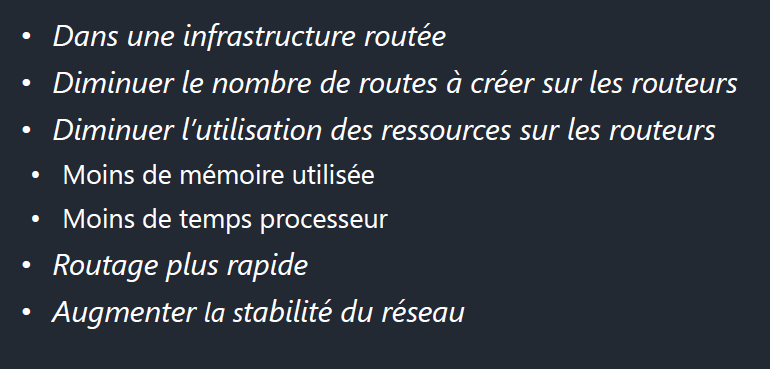 • Dans une infrastructure routée
• Diminuer le nombre de routes à créer sur les routeurs
• Diminuer l’utilisation des ressources sur les routeurs
• Moins de mémoire utilisée
• Moins de temps processeur
• Routage plus rapide
• Augmenter la stabilité du réseau